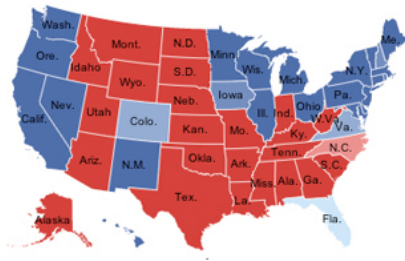 Wash.
Mont.
N.D.
Minn
Me.
Ore.
Idaho
Wyo.
S.D.
Wis.
Mich.
N.Y.
Nev.
Utah
Colo.
Neb.
Iowa
Ill.
Ind.
Ohio
Pa.
Calif.
Kan.
Mo.
Ky.
W.V.
Va.
Ariz.
N.M.
Okla.
Ark.
Tenn.
N.C.
S.C.
Tex.
La.
Miss.
Ala.
Ga.
Alaska
Fla.